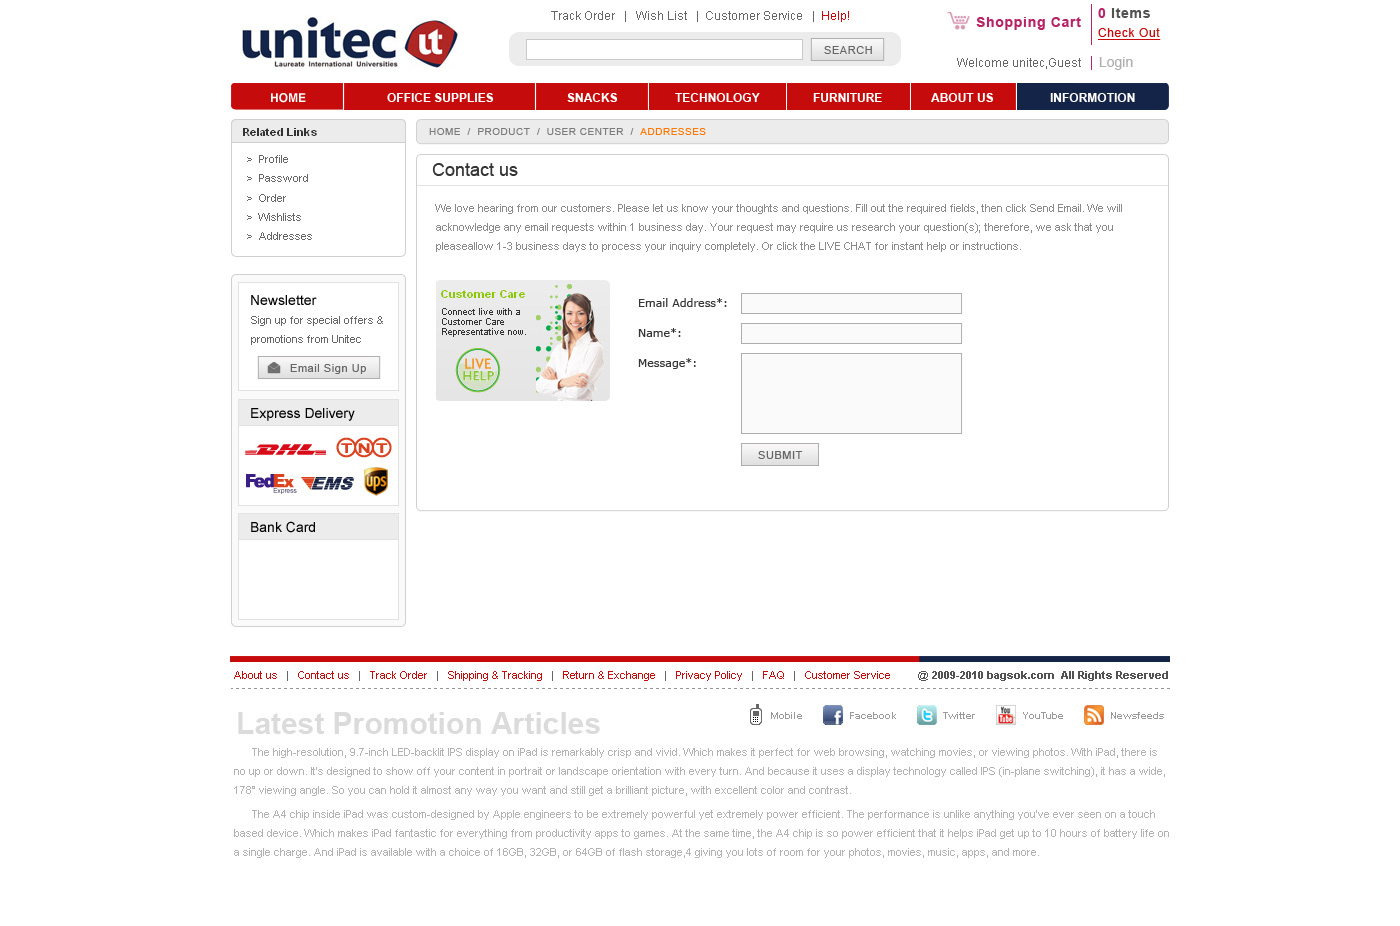 Track Order | Wish List | Customer Service | Help!
unitec ut
Laureate International Universities
SEARCH
Shopping Cart
0 Items
Check Out
Welcome unitec,Guest | Login
HOME OFFICE SUPPLIES SNACKS TECHNOLOGY FURNITURE ABOUT US INFORMOTION
Related Links
> Profile
> Password
> Order
> Wishlists
> Addresses
HOME / PRODUCT / USER CENTER / ADDRESSES
Contact us
We love hearing from our customers. Please let us know your thoughts and questions. Fill out the required fields, then click Send Email. We will
acknowledge any email requests within 1 business day. Your request may require us research your question(s); therefore, we ask that you
pleaseallow 1-3 business days to process your inquiry completely. Or click the LIVE CHAT for instant help or instructions.
Customer Care
Connect live with a
Customer Care
Representative now.
LIVE
HELP
Email Address*:
Name*:
Message*:
SUBMIT
Newsletter
Sign up for special offers &
promotions from Unitec
Email Sign Up
Express Delivery
DHL TNT
FedEx Express EMS ups
Bank Card
About us | Contact us | Track Order | Shipping & Tracking | Return & Exchange | Privacy Policy | FAQ | Customer Service
@ 2009-2010 bagsok.com All Rights Reserved
Latest Promotion Articles
Mobile Facebook Twitter You Tube YouTube Newsfeeds
The high-resolution, 9.7-inch LED-backlit IPS display on iPad is remarkably crisp and vivid. Which makes it perfect for web browsing, watching movies, or viewing photos. With iPad, there is
no up or down. It's designed to show off your content in portrait or landscape orientation with every turn. And because it uses a display technology called IPS (in-plane switching), it has a wide,
178° viewing angle. So you can hold it almost any way you want and still get a brilliant picture, with excellent color and contrast.
The A4 chip inside iPad was custom-designed by Apple engineers to be extremely powerful yet extremely power efficient. The performance is unlike anything you've ever seen on a touch
based device. Which makes iPad fantastic for everything from productivity apps to games. At the same time, the A4 chip is so power efficient that it helps iPad get up to 10 hours of battery life on
a single charge. And iPad is available with a choice of 16GB, 32GB, or 64GB of flash storage,4 giving you lots of room for your photos, movies, music, apps, and more.